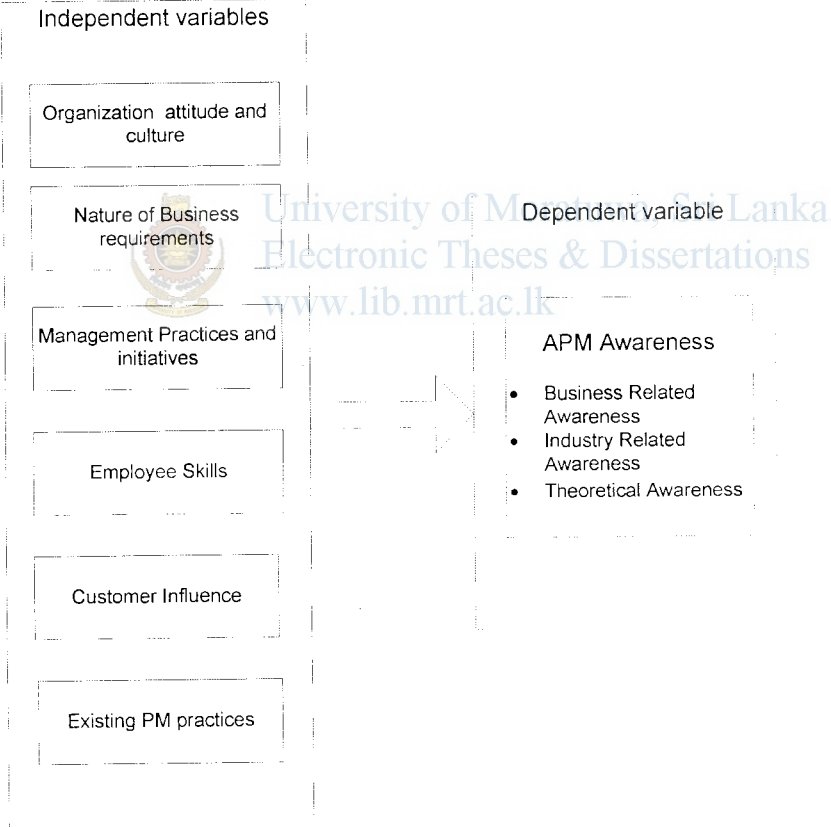 Independent variables
Organization attitude and
culture
Nature of Business
requirements
Management Practices and
initiatives
Employee Skills
Customer Influence
Existing PM practices
University of Moratuwa, Sri Lanka
Electronic Theses & Dissertations
www.lib.mrt.ac.lk
Dependent variable
APM Awareness
• Business Related
Awareness
• Industry Related
Awareness
• Theoretical Awareness